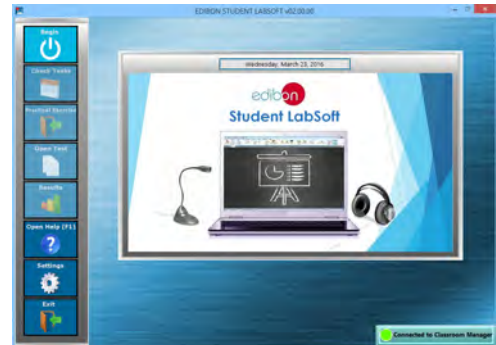 EDIBON STUDENT LABSOFT v02.00.00
Begin
Check Tasks
Practical Exercise
Open Test
Results
Open Help (F1)
Settings
Exit
Wednesday, March 23, 2016
edibon
Student LabSoft
Connected to Classroom Manager